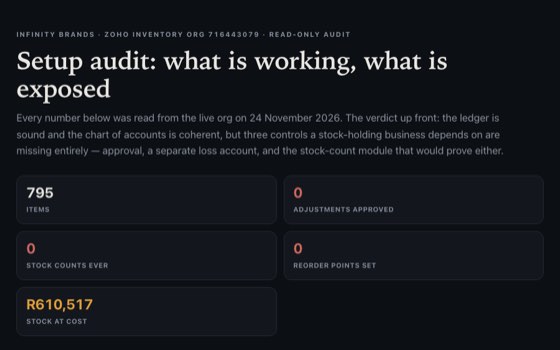 INFINITY BRANDS · ZOHO INVENTORY ORG 716443079 · READ-ONLY AUDIT
Setup audit: what is working, what is
exposed
Every number below was read from the live org on 24 November 2026. The verdict up front: the ledger is
sound and the chart of accounts is coherent, but three controls a stock-holding business depends on are
missing entirely — approval, a separate loss account, and the stock-count module that would prove either.
795
ITEMS
0
ADJUSTMENTS APPROVED
0
STOCK COUNTS EVER
0
REORDER POINTS SET
R610,517
STOCK AT COST